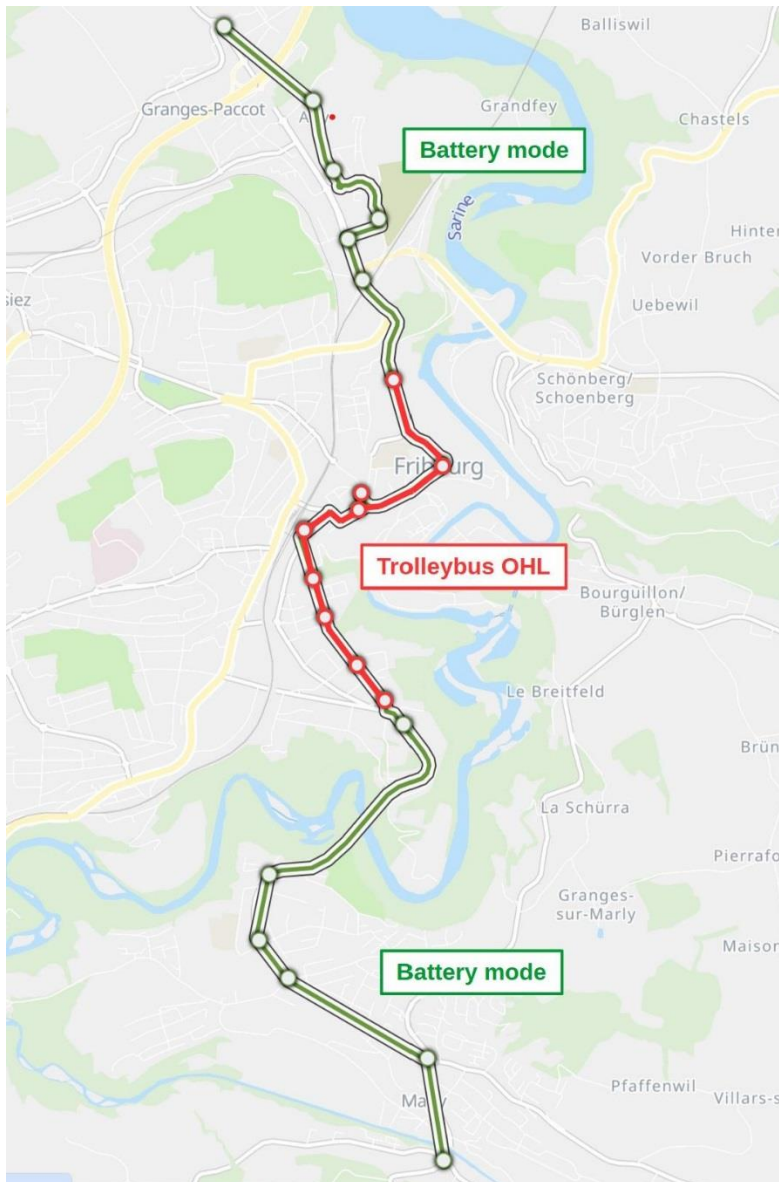 Balliswil
Granges-Paccot
Grandfey
Chastels
Battery mode
Sarine
Hinter
Vorder Bruch
siez
Uebewil
Schönberg/
Schoenberg
Fribourg
Trolleybus OHL
Bourguillon/
Bürglen
Le Breitfeld
Brün
La Schürra
Pierrafo
Granges-
sur-Marly
Maison
Battery mode
Pfaffenwil
Villars-s
Marly